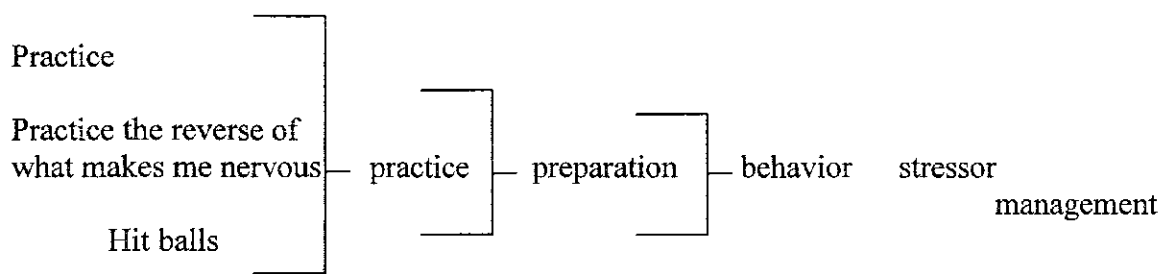 Practice
Practice the reverse of
what makes me nervous practice preparation behavior stressor
management
Hit balls